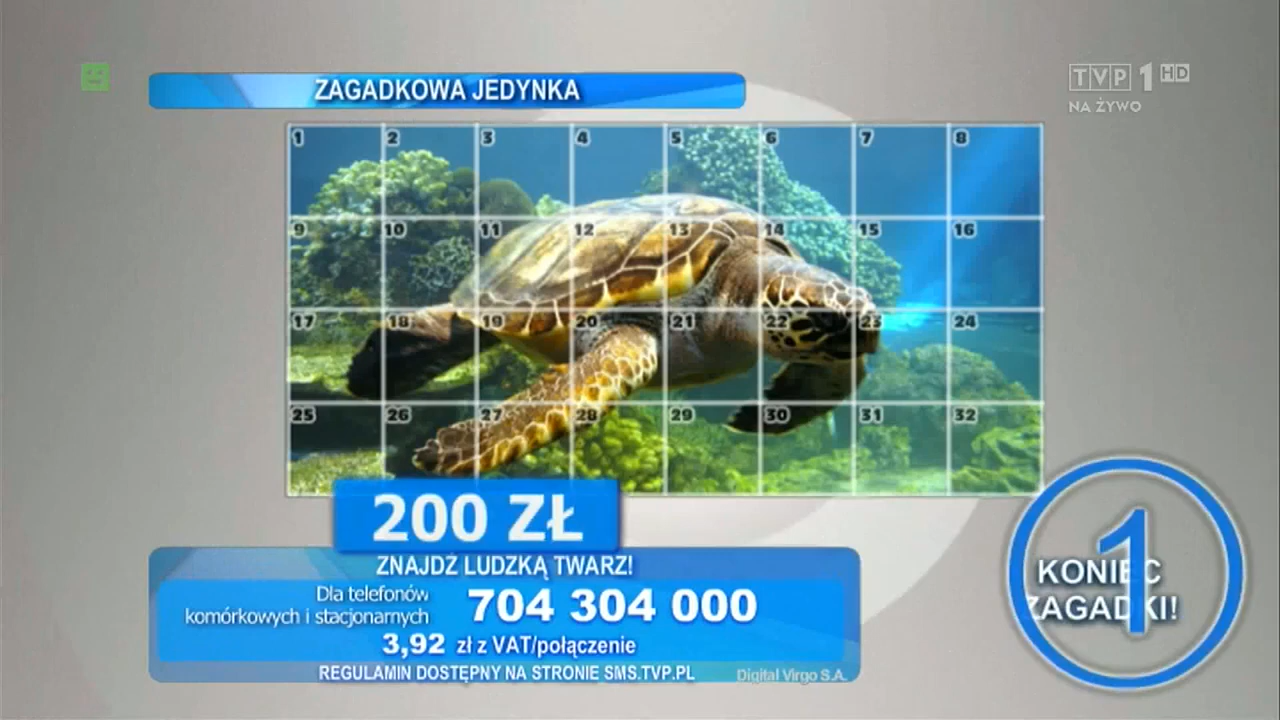 ZAGADKOWA JEDYNKA
TVP 1 HD
NA ŻYWO
1 2 3 4 5 6 7 8
9 10 11 12 13 14 15 16
17 18 19 20 21 22 23 24
25 26 27 28 29 30 31 32
200 ZŁ
ZNAJDŹ LUDZKĄ TWARZ!
Dla telefonów
komórkowych i stacjonarnych
704 304 000
3,92 zł z VAT/połączenie
REGULAMIN DOSTĘPNY NA STRONIE SMS.TVP.PL
Digital Virgo S.A.
1
KONIEC
ZAGADKI!